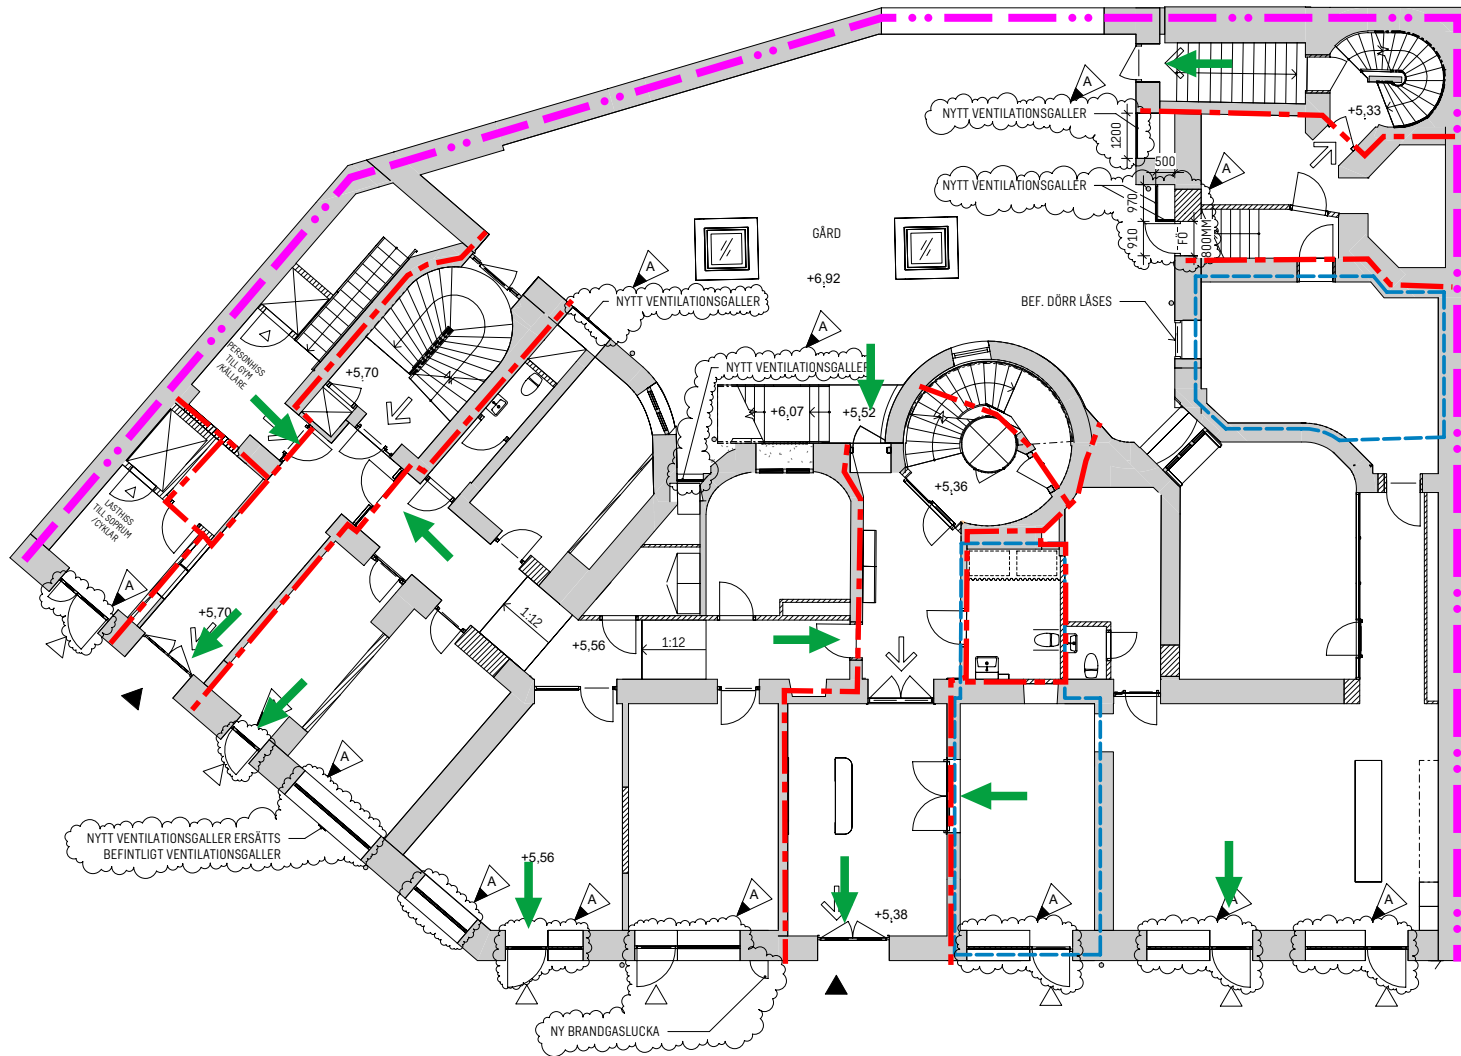 A
NYTT VENTILATIONSGALLER
1200
+5,33
500
A
NYTT VENTILATIONSGALLER
970
910
FÖ
800MM
GÅRD
+6,92
A
NYTT VENTILATIONSGALLER
BEF. DÖRR LÅSES
A
NYTT VENTILATIONSGALLER
PERSONHISS
TILL GYM
/KÄLLARE
+5,70
+6,07
+5,52
+5,36
LASTHISS
TILL SOPRUM
/CYKLAR
A
+5,70
1:12
+5,56
1:12
A
A
NYTT VENTILATIONSGALLER ERSÄTTS
BEFINTLIGT VENTILATIONSGALLER
+5,56
A
A
A
+5,38
A
A
A
NY BRANDGASLUCKA